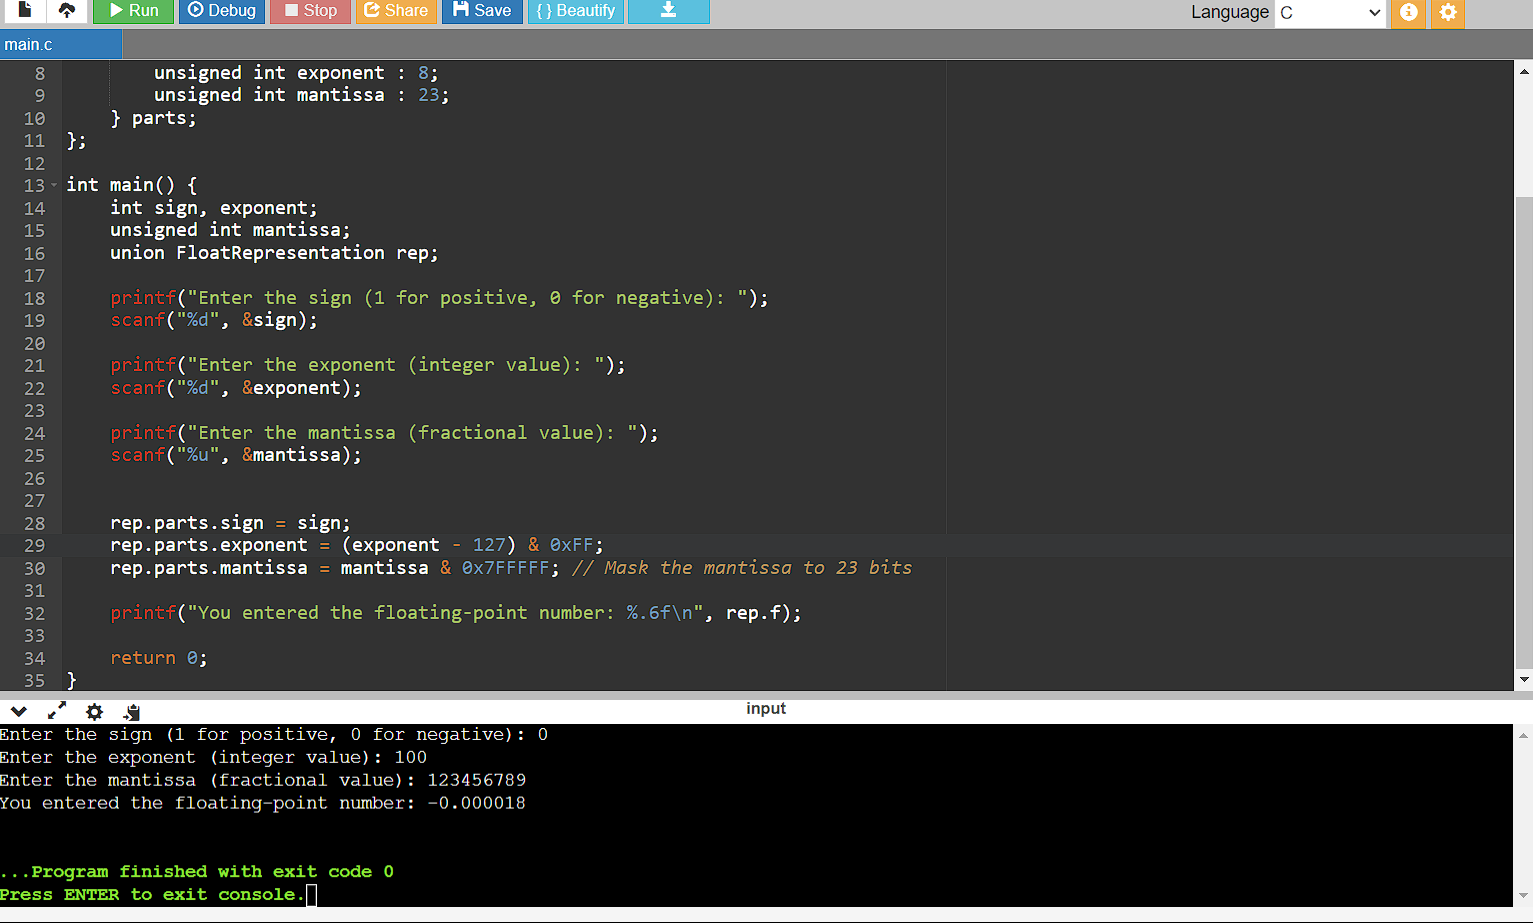 Run Debug Stop Share Save { } Beautify Language C
main.c
8 unsigned int exponent : 8;
9 unsigned int mantissa : 23;
10 } parts;
11 };
12
13 int main() {
14 int sign, exponent;
15 unsigned int mantissa;
16 union FloatRepresentation rep;
17
18 printf("Enter the sign (1 for positive, 0 for negative): ");
19 scanf("%d", &sign);
20
21 printf("Enter the exponent (integer value): ");
22 scanf("%d", &exponent);
23
24 printf("Enter the mantissa (fractional value): ");
25 scanf("%u", &mantissa);
26
27
28 rep.parts.sign = sign;
29 rep.parts.exponent = (exponent - 127) & 0xFF;
30 rep.parts.mantissa = mantissa & 0x7FFFFF; // Mask the mantissa to 23 bits
31
32 printf("You entered the floating-point number: %.6f\n", rep.f);
33
34 return 0;
35 }
input
Enter the sign (1 for positive, 0 for negative): 0
Enter the exponent (integer value): 100
Enter the mantissa (fractional value): 123456789
You entered the floating-point number: -0.000018
...Program finished with exit code 0
Press ENTER to exit console.